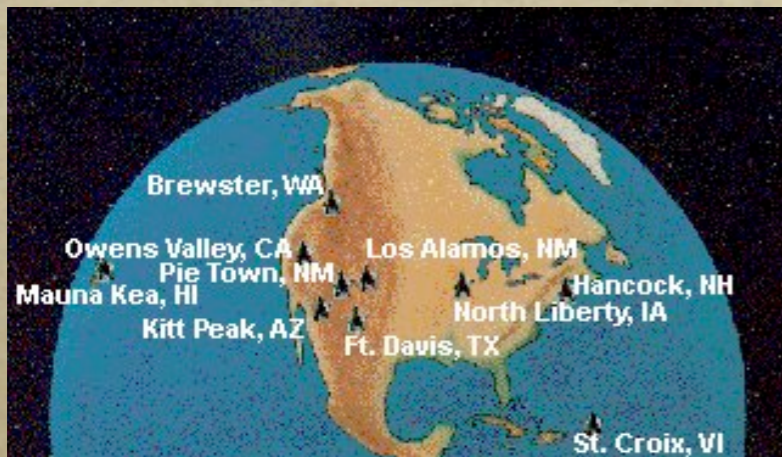 Brewster, WA
Owens Valley, CA
Los Alamos, NM
Pie Town, NM
Mauna Kea, HI
Hancock, NH
North Liberty, IA
Kitt Peak, AZ
Ft. Davis, TX
St. Croix, VI